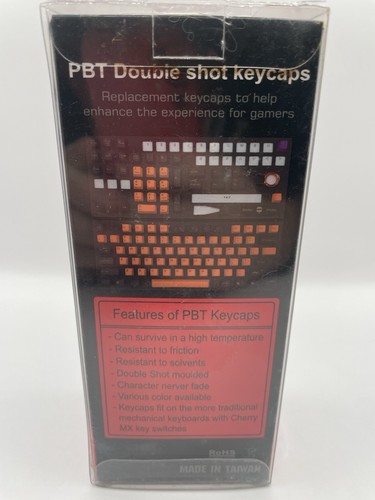 PBT Double shot keycaps
Replacement keycaps to help
enhance the experience for gamers
Features of PBT Keycaps
- Can survive in a high temperature
- Resistant to friction
- Resistant to solvents
- Double Shot moulded
- Character nerver fade
- Various color available
- Keycaps fit on the more traditional
mechanical keyboards with Cherry
MX key switches
RoHS
MADE IN TAIWAN